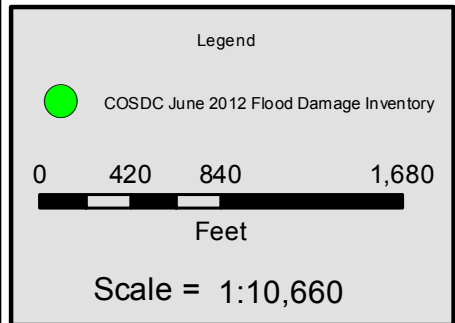 Legend
COSDC June 2012 Flood Damage Inventory
0 420 840 1,680
Feet
Scale = 1:10,660